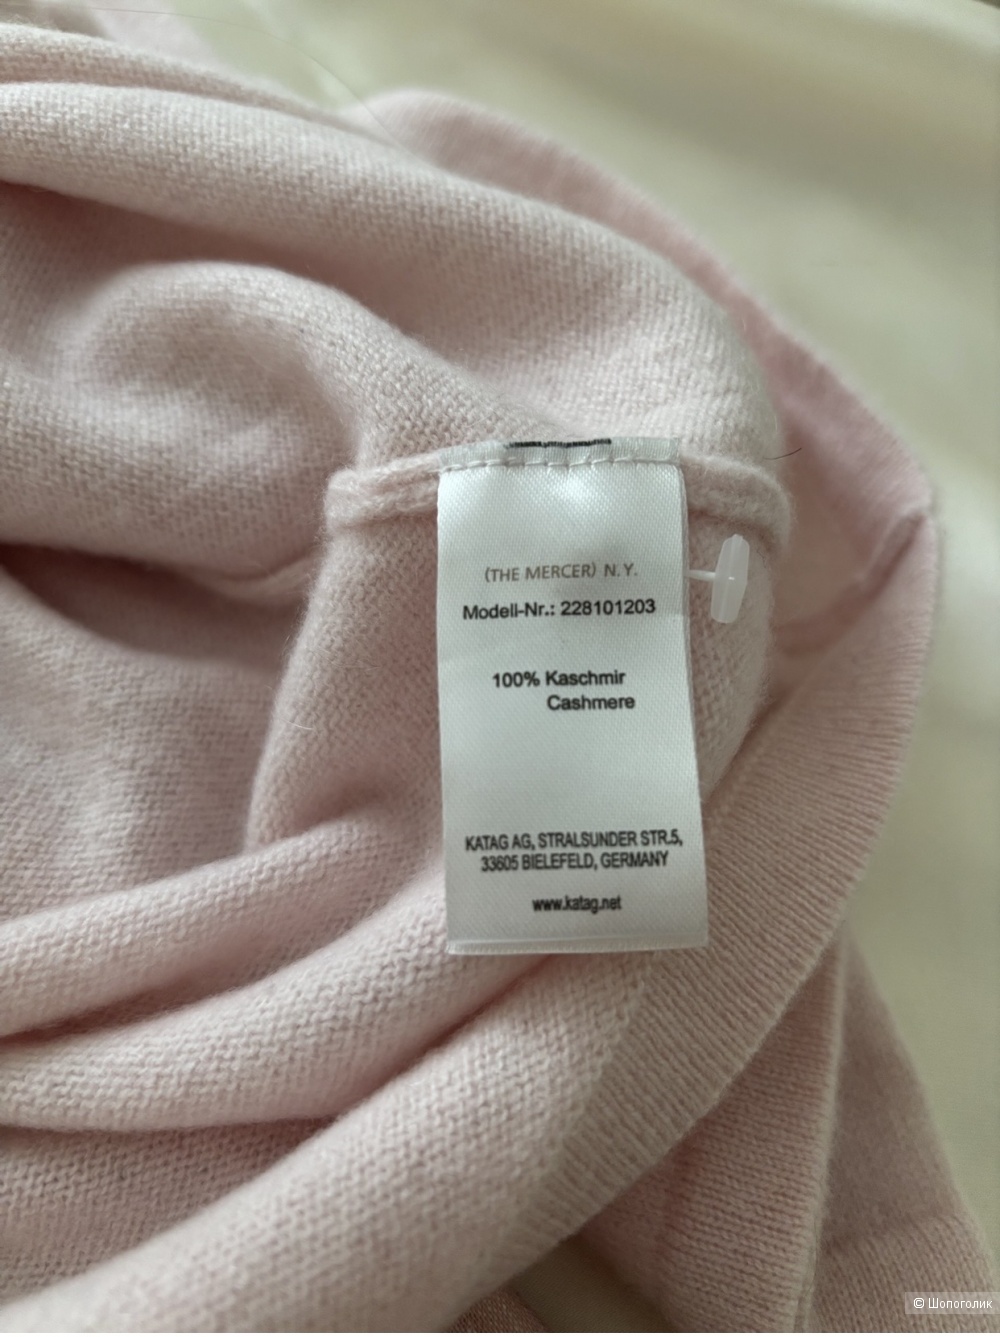 (THE MERCER) N.Y.
Modell-Nr.: 228101203
100% Kaschmir
Cashmere
KATAG AG, STRALSUNDER STR.5,
33605 BIELEFELD, GERMANY
www.katag.net
© Шопоголик